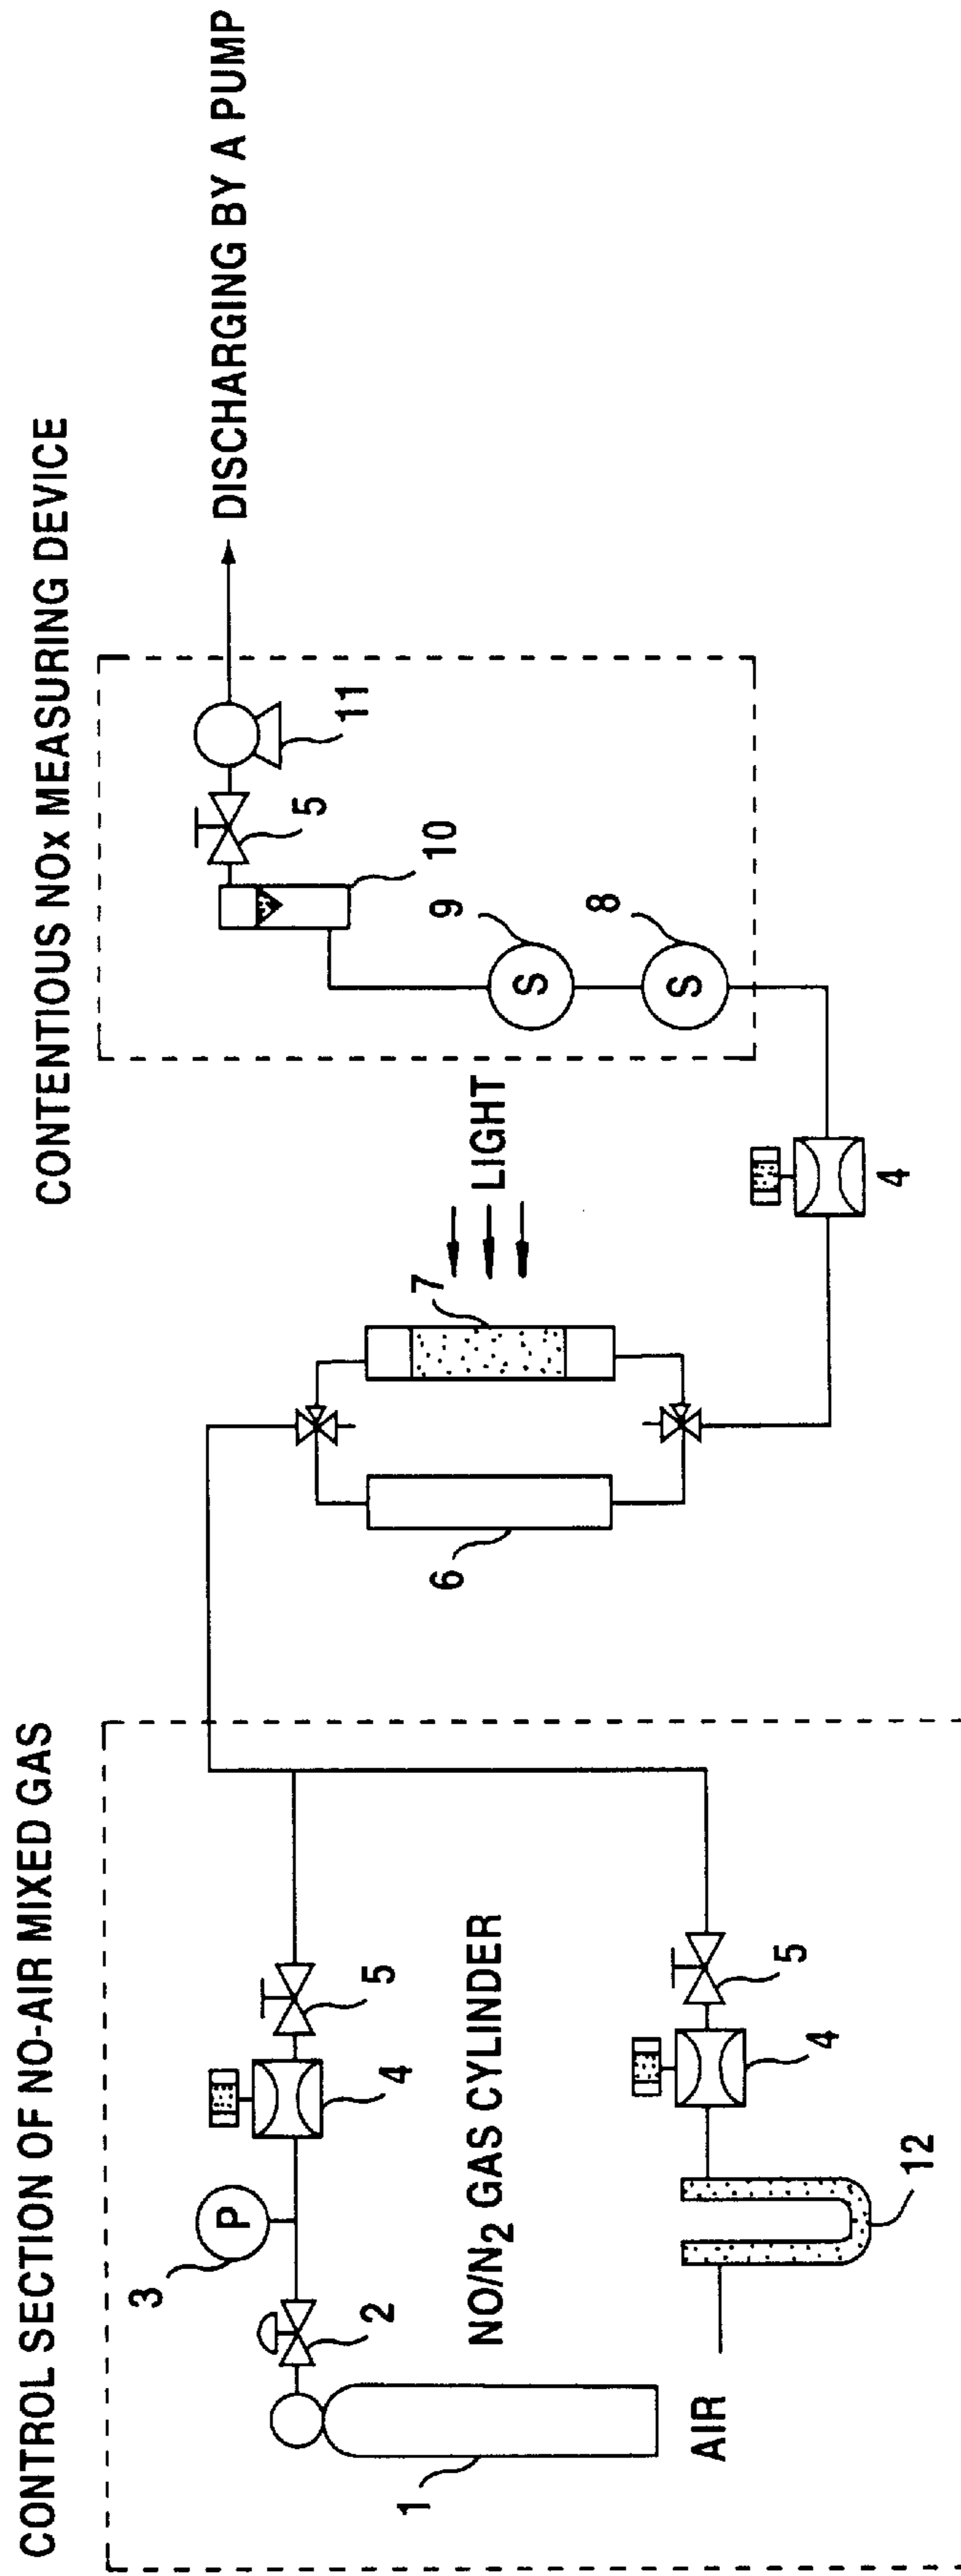 CONTROL SECTION OF NO-AIR MIXED GAS
CONTENTIOUS NOx MEASURING DEVICE
DISCHARGING BY A PUMP
3
P
2
4
5
1
NO/N2 GAS CYLINDER
AIR
12
4
5
6
7
LIGHT
4
8
S
9
S
10
5
11